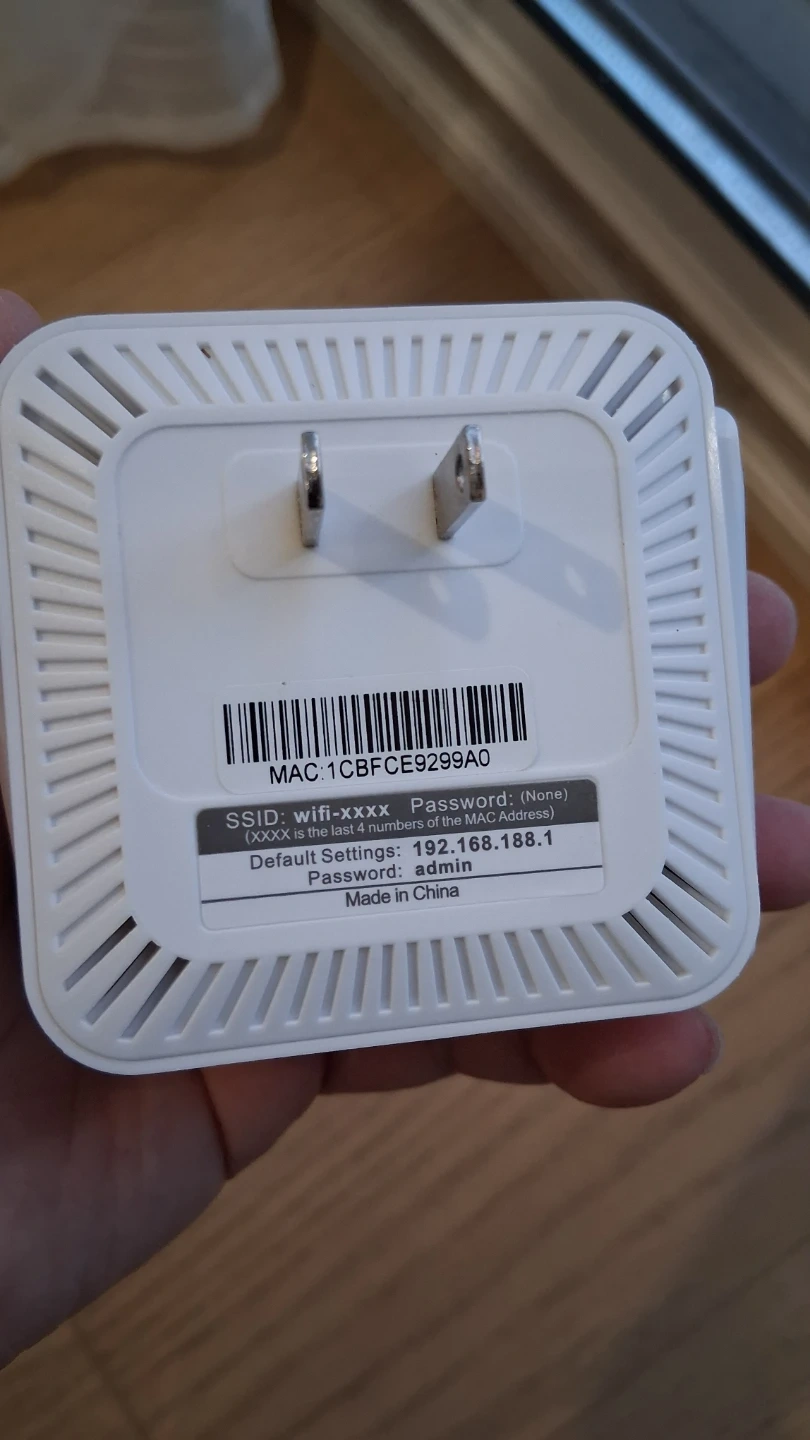 MAC:1CBFCE9299A0
SSID: wifi-xxxx Password: (None)
(XXXX is the last 4 numbers of the MAC Address)
Default Settings: 192.168.188.1
Password: admin
Made in China